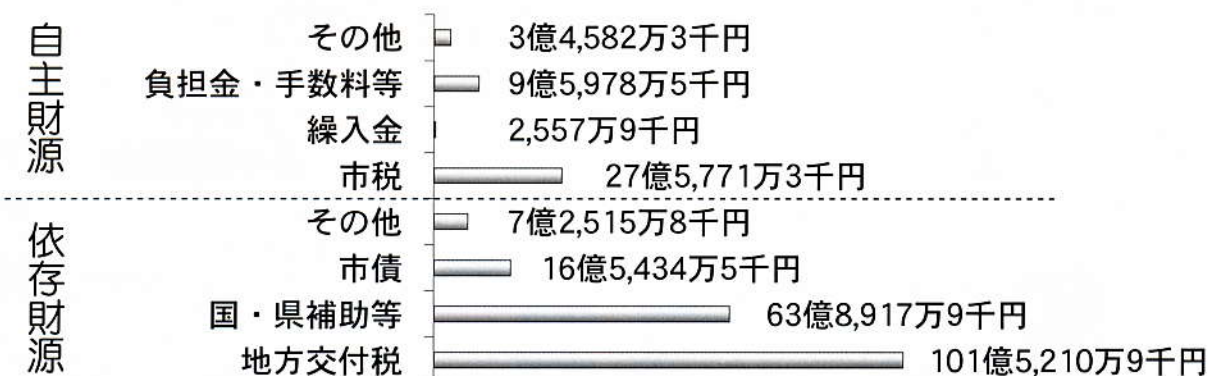 自主財源
その他 3億4,582万3千円
負担金・手数料等 9億5,978万5千円
繰入金 2,557万9千円
市税 27億5,771万3千円
依存財源
その他 7億2,515万8千円
市債 16億5,434万5千円
国・県補助等 63億8,917万9千円
地方交付税 101億5,210万9千円